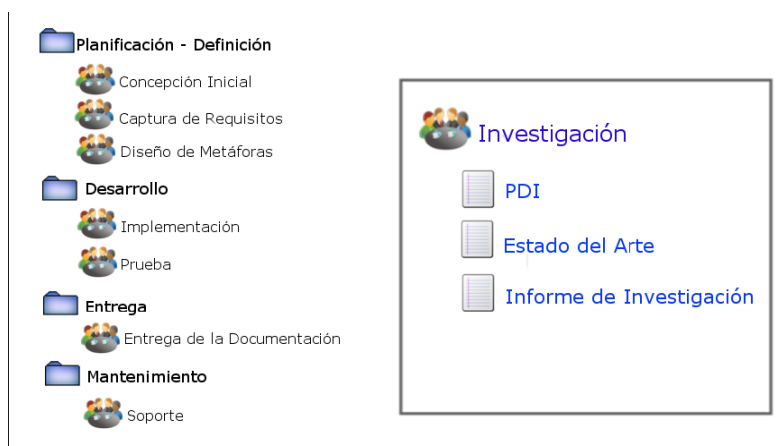 Planificación - Definición
Concepción Inicial
Captura de Requisitos
Diseño de Metáforas
Desarrollo
Implementación
Prueba
Entrega
Entrega de la Documentación
Mantenimiento
Soporte
Investigación
PDI
Estado del Arte
Informe de Investigación